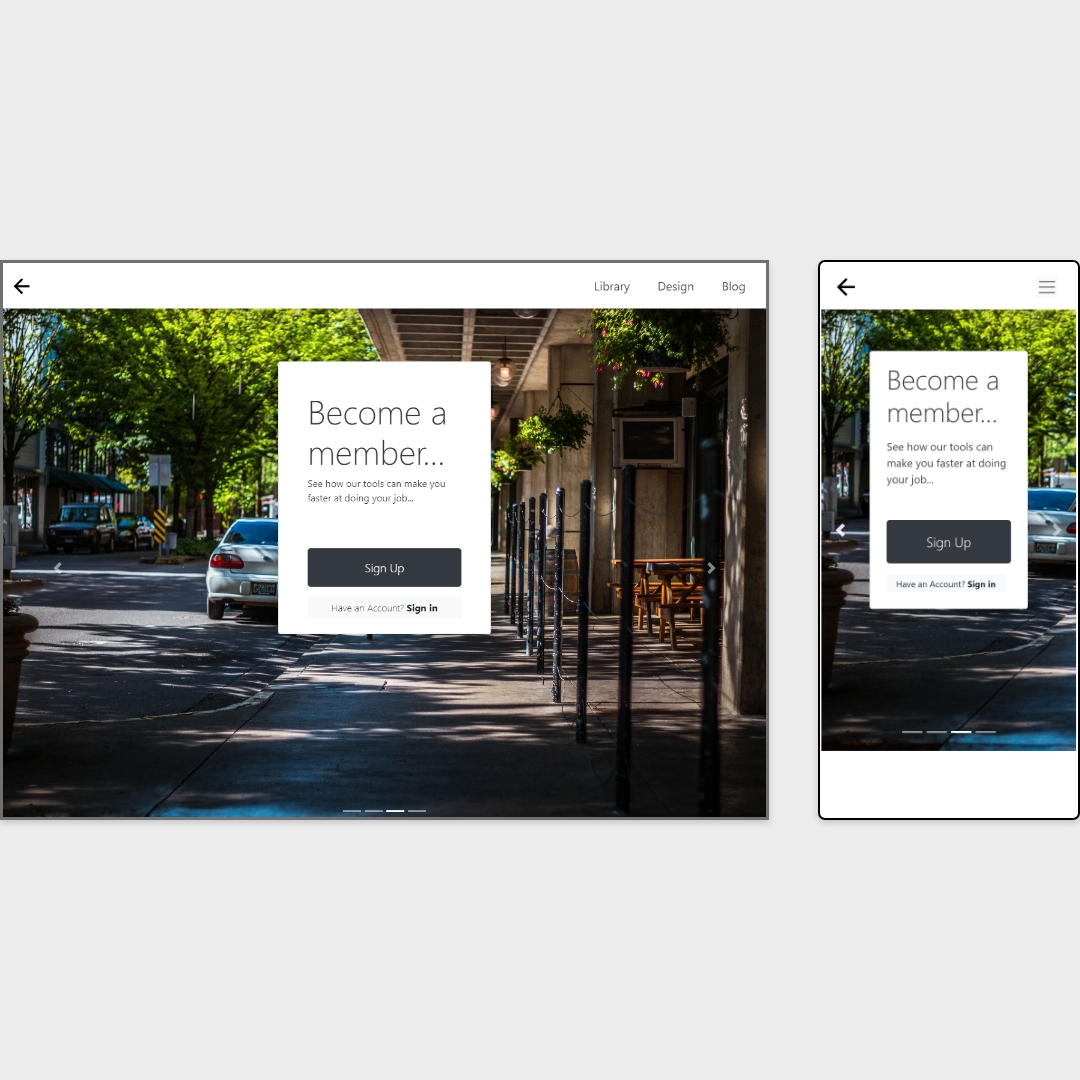 Library Design Blog
Become a
member...
See how our tools can make you
faster at doing your job...
Sign Up
Have an Account? Sign in
Become a
member...
See how our tools can
make you faster at doing
your job...
Sign Up
Have an Account? Sign in